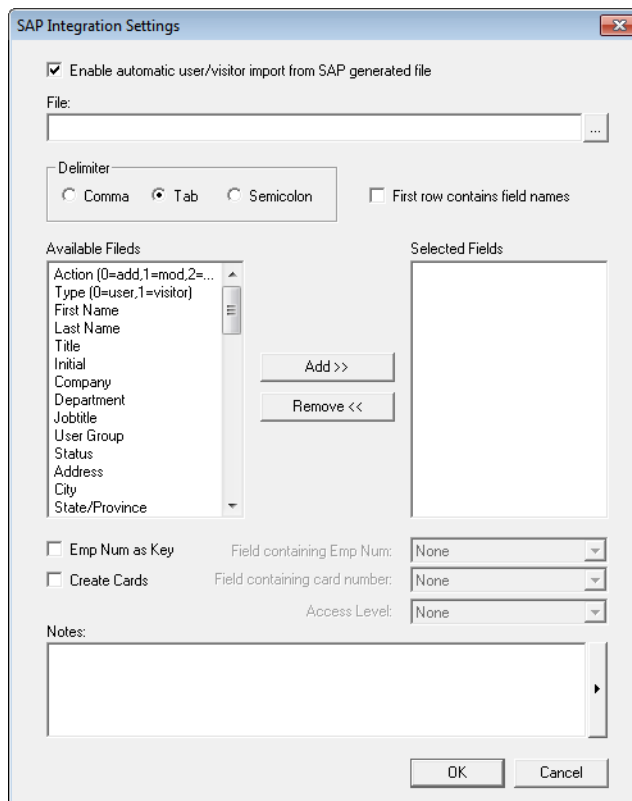 SAP Integration Settings
Enable automatic user/visitor import from SAP generated file
File:
...
Delimiter
Comma Tab Semicolon
First row contains field names
Available Fileds
Action (0=add,1=mod,2=...
Type (0=user,1=visitor)
First Name
Last Name
Title
Initial
Company
Department
Jobtitle
User Group
Status
Address
City
State/Province
Add >>
Remove <<
Selected Fields
Emp Num as Key
Field containing Emp Num: None
Create Cards
Field containing card number: None
Access Level: None
Notes:
OK Cancel